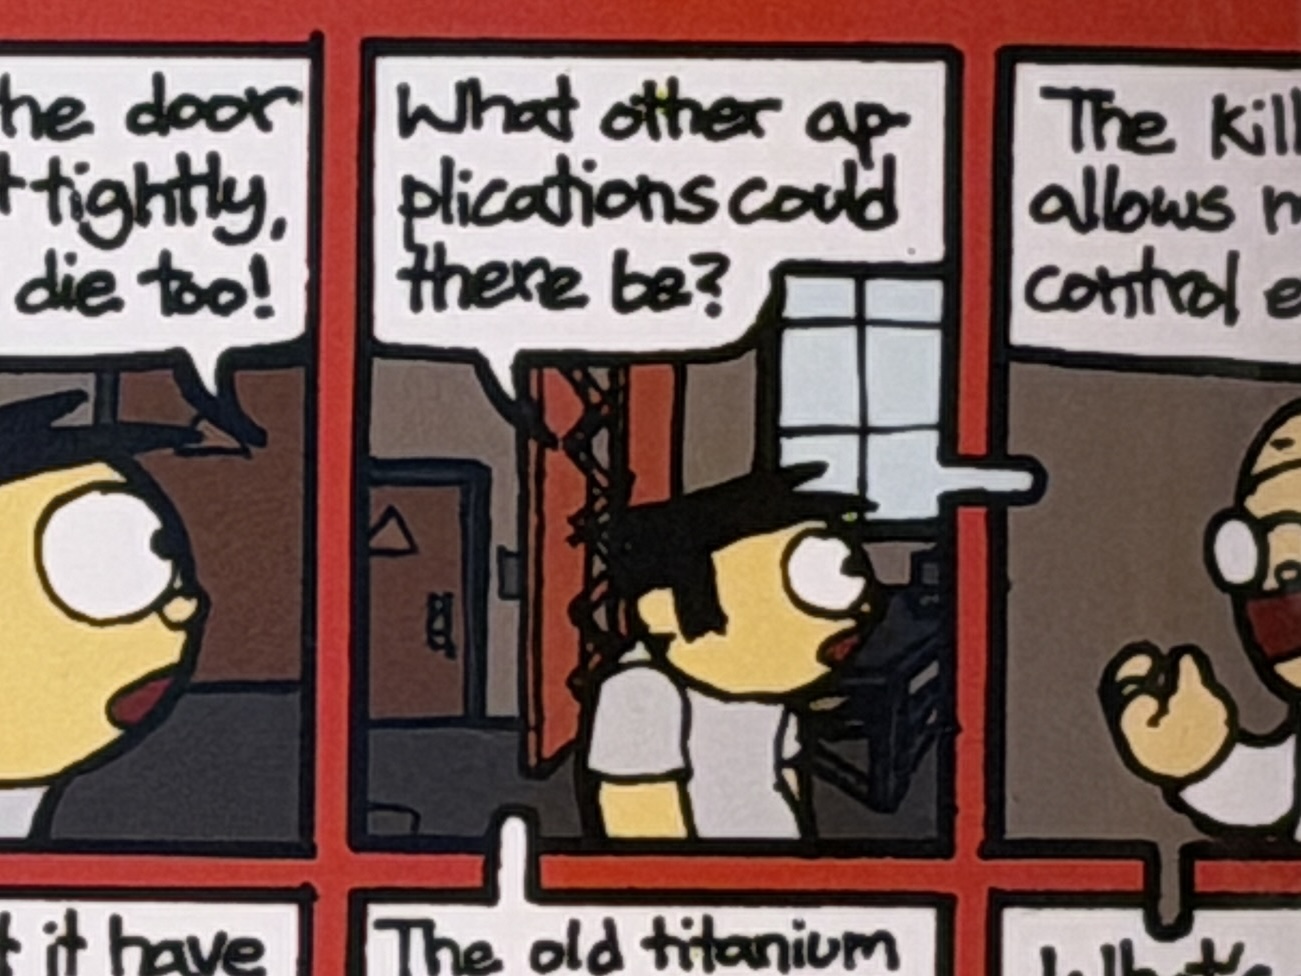 he door
tightly,
die too!
What other ap-
plications could
there be?
The kill
allows
control
it have
The old titanium